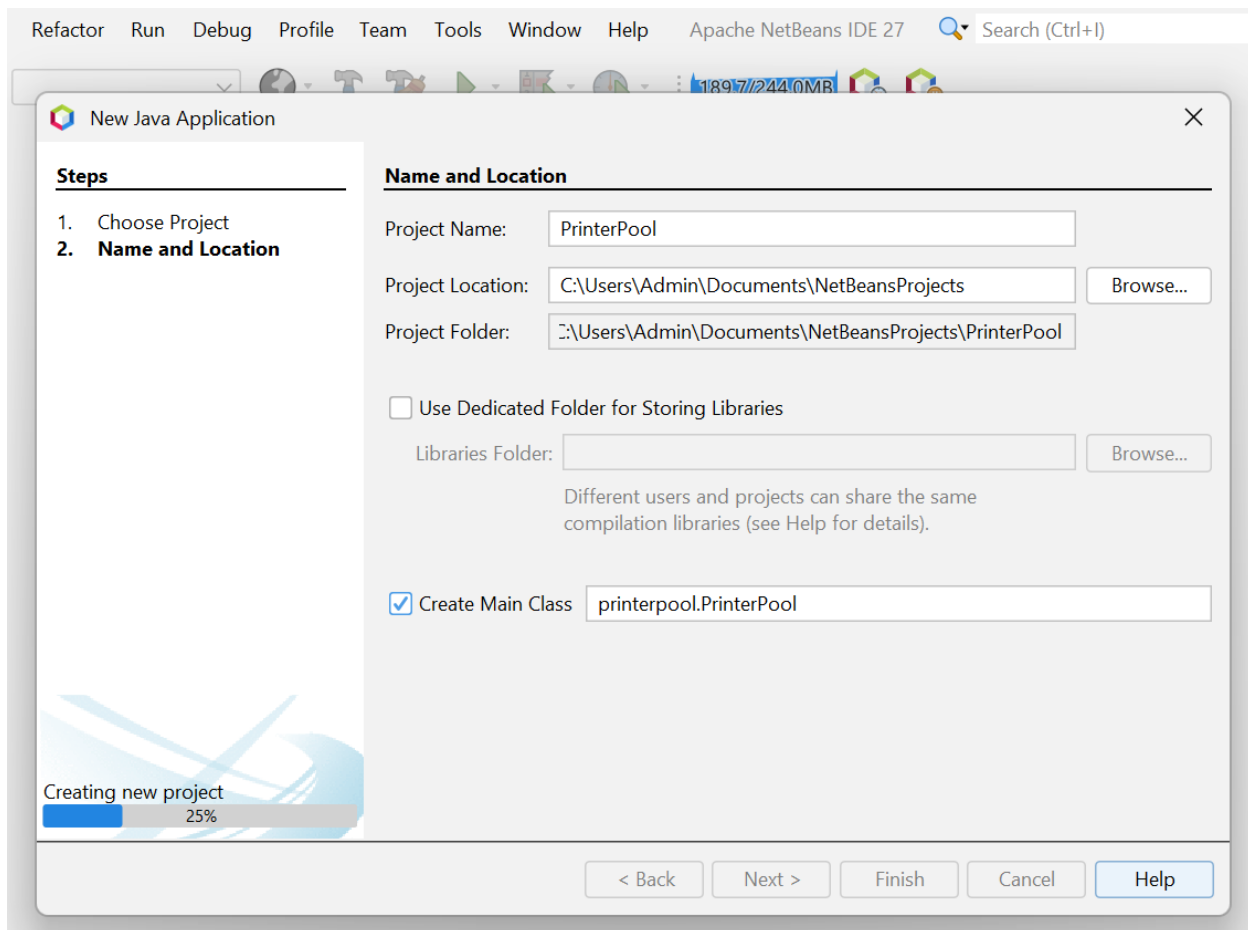 Refactor Run Debug Profile Team Tools Window Help Apache NetBeans IDE 27 Search (Ctrl+I)
189.7/244.0MB
New Java Application
Steps
1. Choose Project
2. Name and Location
Name and Location
Project Name: PrinterPool
Project Location: C:\Users\Admin\Documents\NetBeansProjects Browse...
Project Folder: C:\Users\Admin\Documents\NetBeansProjects\PrinterPool
Use Dedicated Folder for Storing Libraries
Libraries Folder: Browse...
Different users and projects can share the same
compilation libraries (see Help for details).
Create Main Class printerpool.PrinterPool
Creating new project
25%
< Back Next > Finish Cancel Help